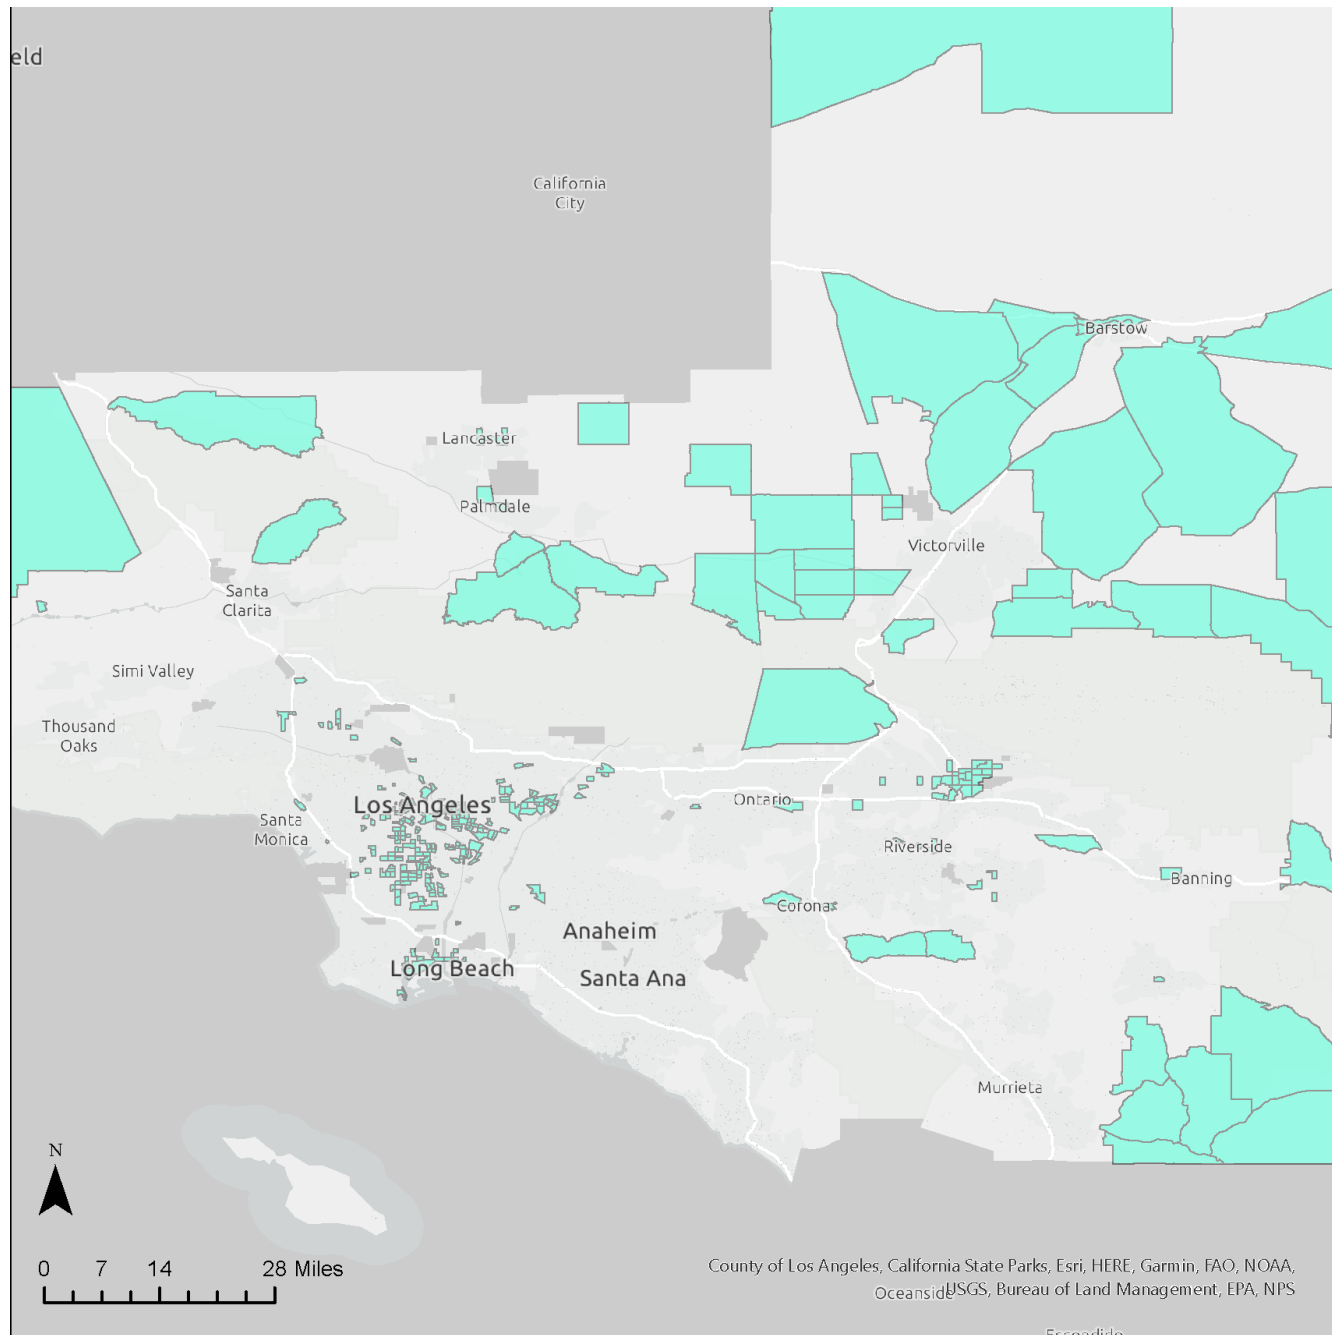 eld
California
City
Barstow
Lancaster
Palmdale
Victorville
Santa
Clarita
Simi Valley
Thousand
Oaks
Los Angeles
Ontario
Santa
Monica
Riverside
Banning
Corona
Anaheim
Long Beach
Santa Ana
Murrieta
N
0 7 14 28 Miles
County of Los Angeles, California State Parks, Esri, HERE, Garmin, FAO, NOAA,
USGS, Bureau of Land Management, EPA, NPS
Oceanside